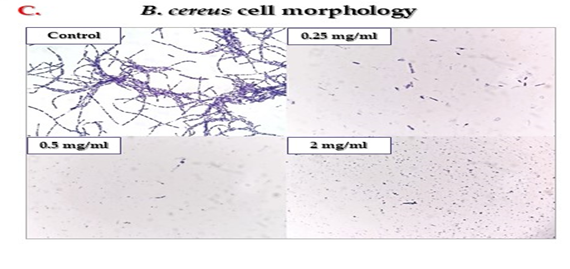 C. B. cereus cell morphology
Control
0.25 mg/ml
0.5 mg/ml
2 mg/ml